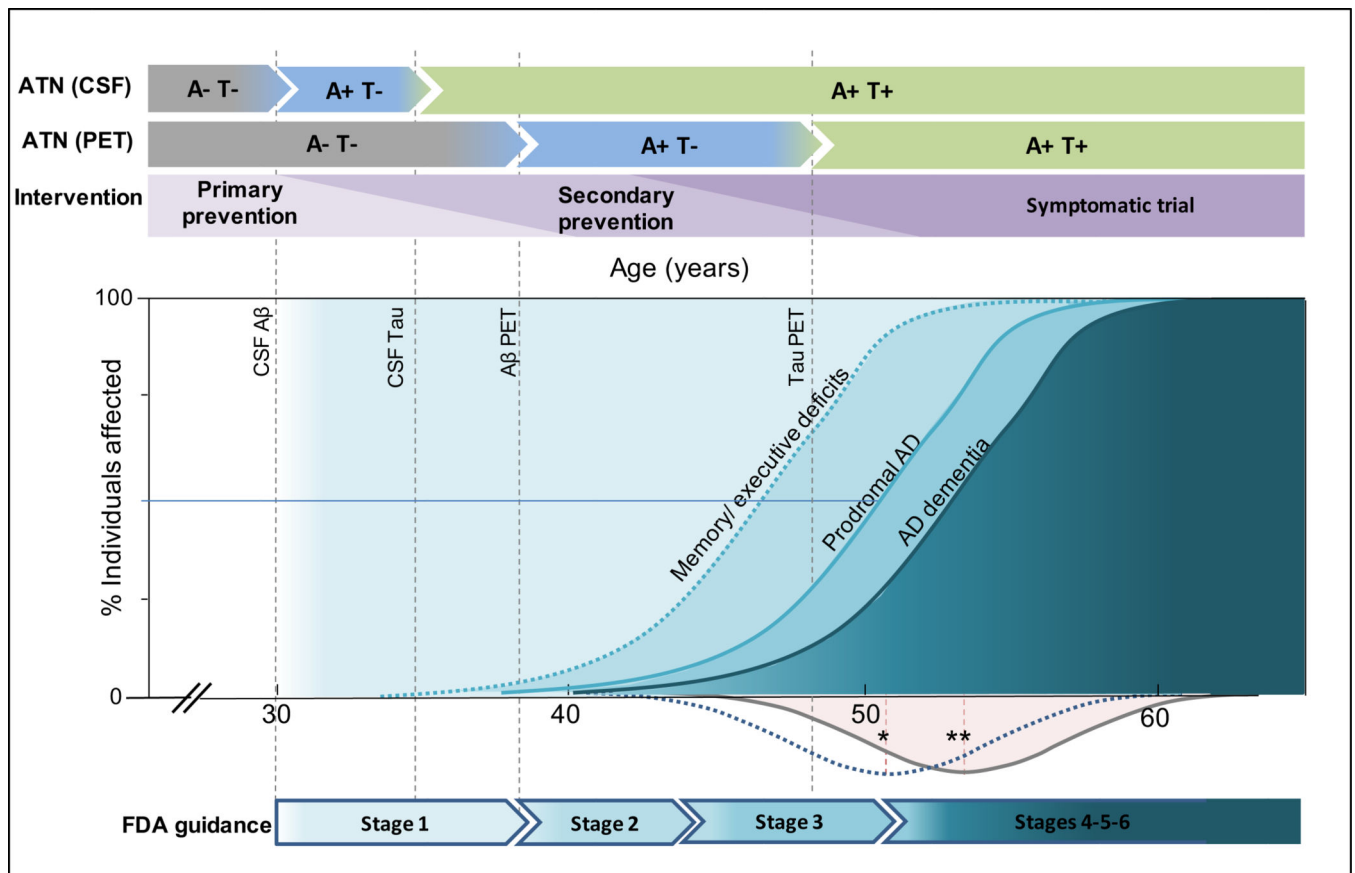 ATN (CSF)
A- T-
A+ T-
A+ T+
ATN (PET)
A- T-
A+ T-
A+ T+
Intervention
Primary
prevention
Secondary
prevention
Symptomatic trial
Age (years)
100
% Individuals affected
0
CSF Aβ
CSF Tau
Aβ PET
Tau PET
Memory/ executive deficits
Prodromal AD
AD dementia
30
40
50
60
*
**
FDA guidance
Stage 1
Stage 2
Stage 3
Stages 4-5-6